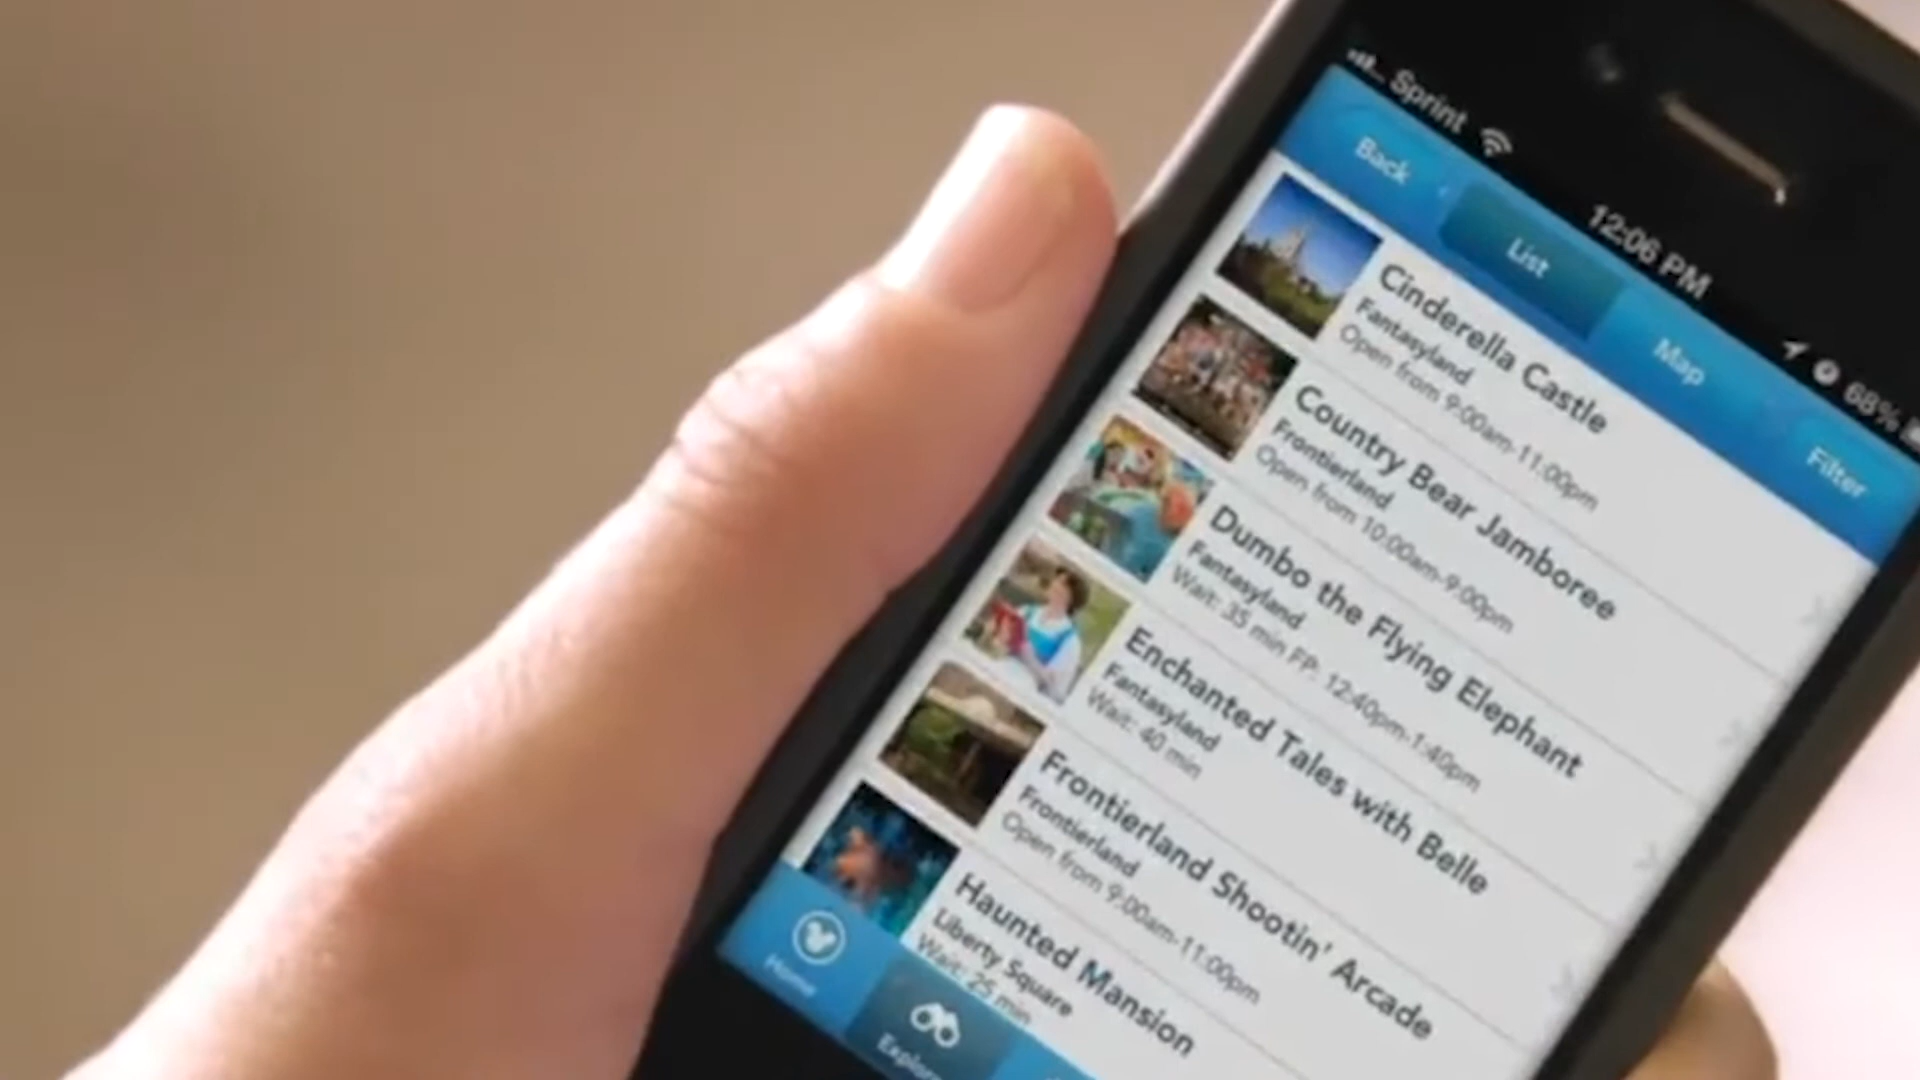 Sprint
12:06 PM
68%
Back
List
Map
Filter
Cinderella Castle
Fantasyland
Open from 9:00am-11:00pm
Country Bear Jamboree
Frontierland
Open from 10:00am-9:00pm
Dumbo the Flying Elephant
Fantasyland
Wait: 35 min FP: 12:40pm-1:40pm
Enchanted Tales with Belle
Fantasyland
Wait: 40 min
Frontierland Shootin' Arcade
Frontierland
Open from 9:00am-11:00pm
Haunted Mansion
Liberty Square
Wait: 25 min
Home
Explore